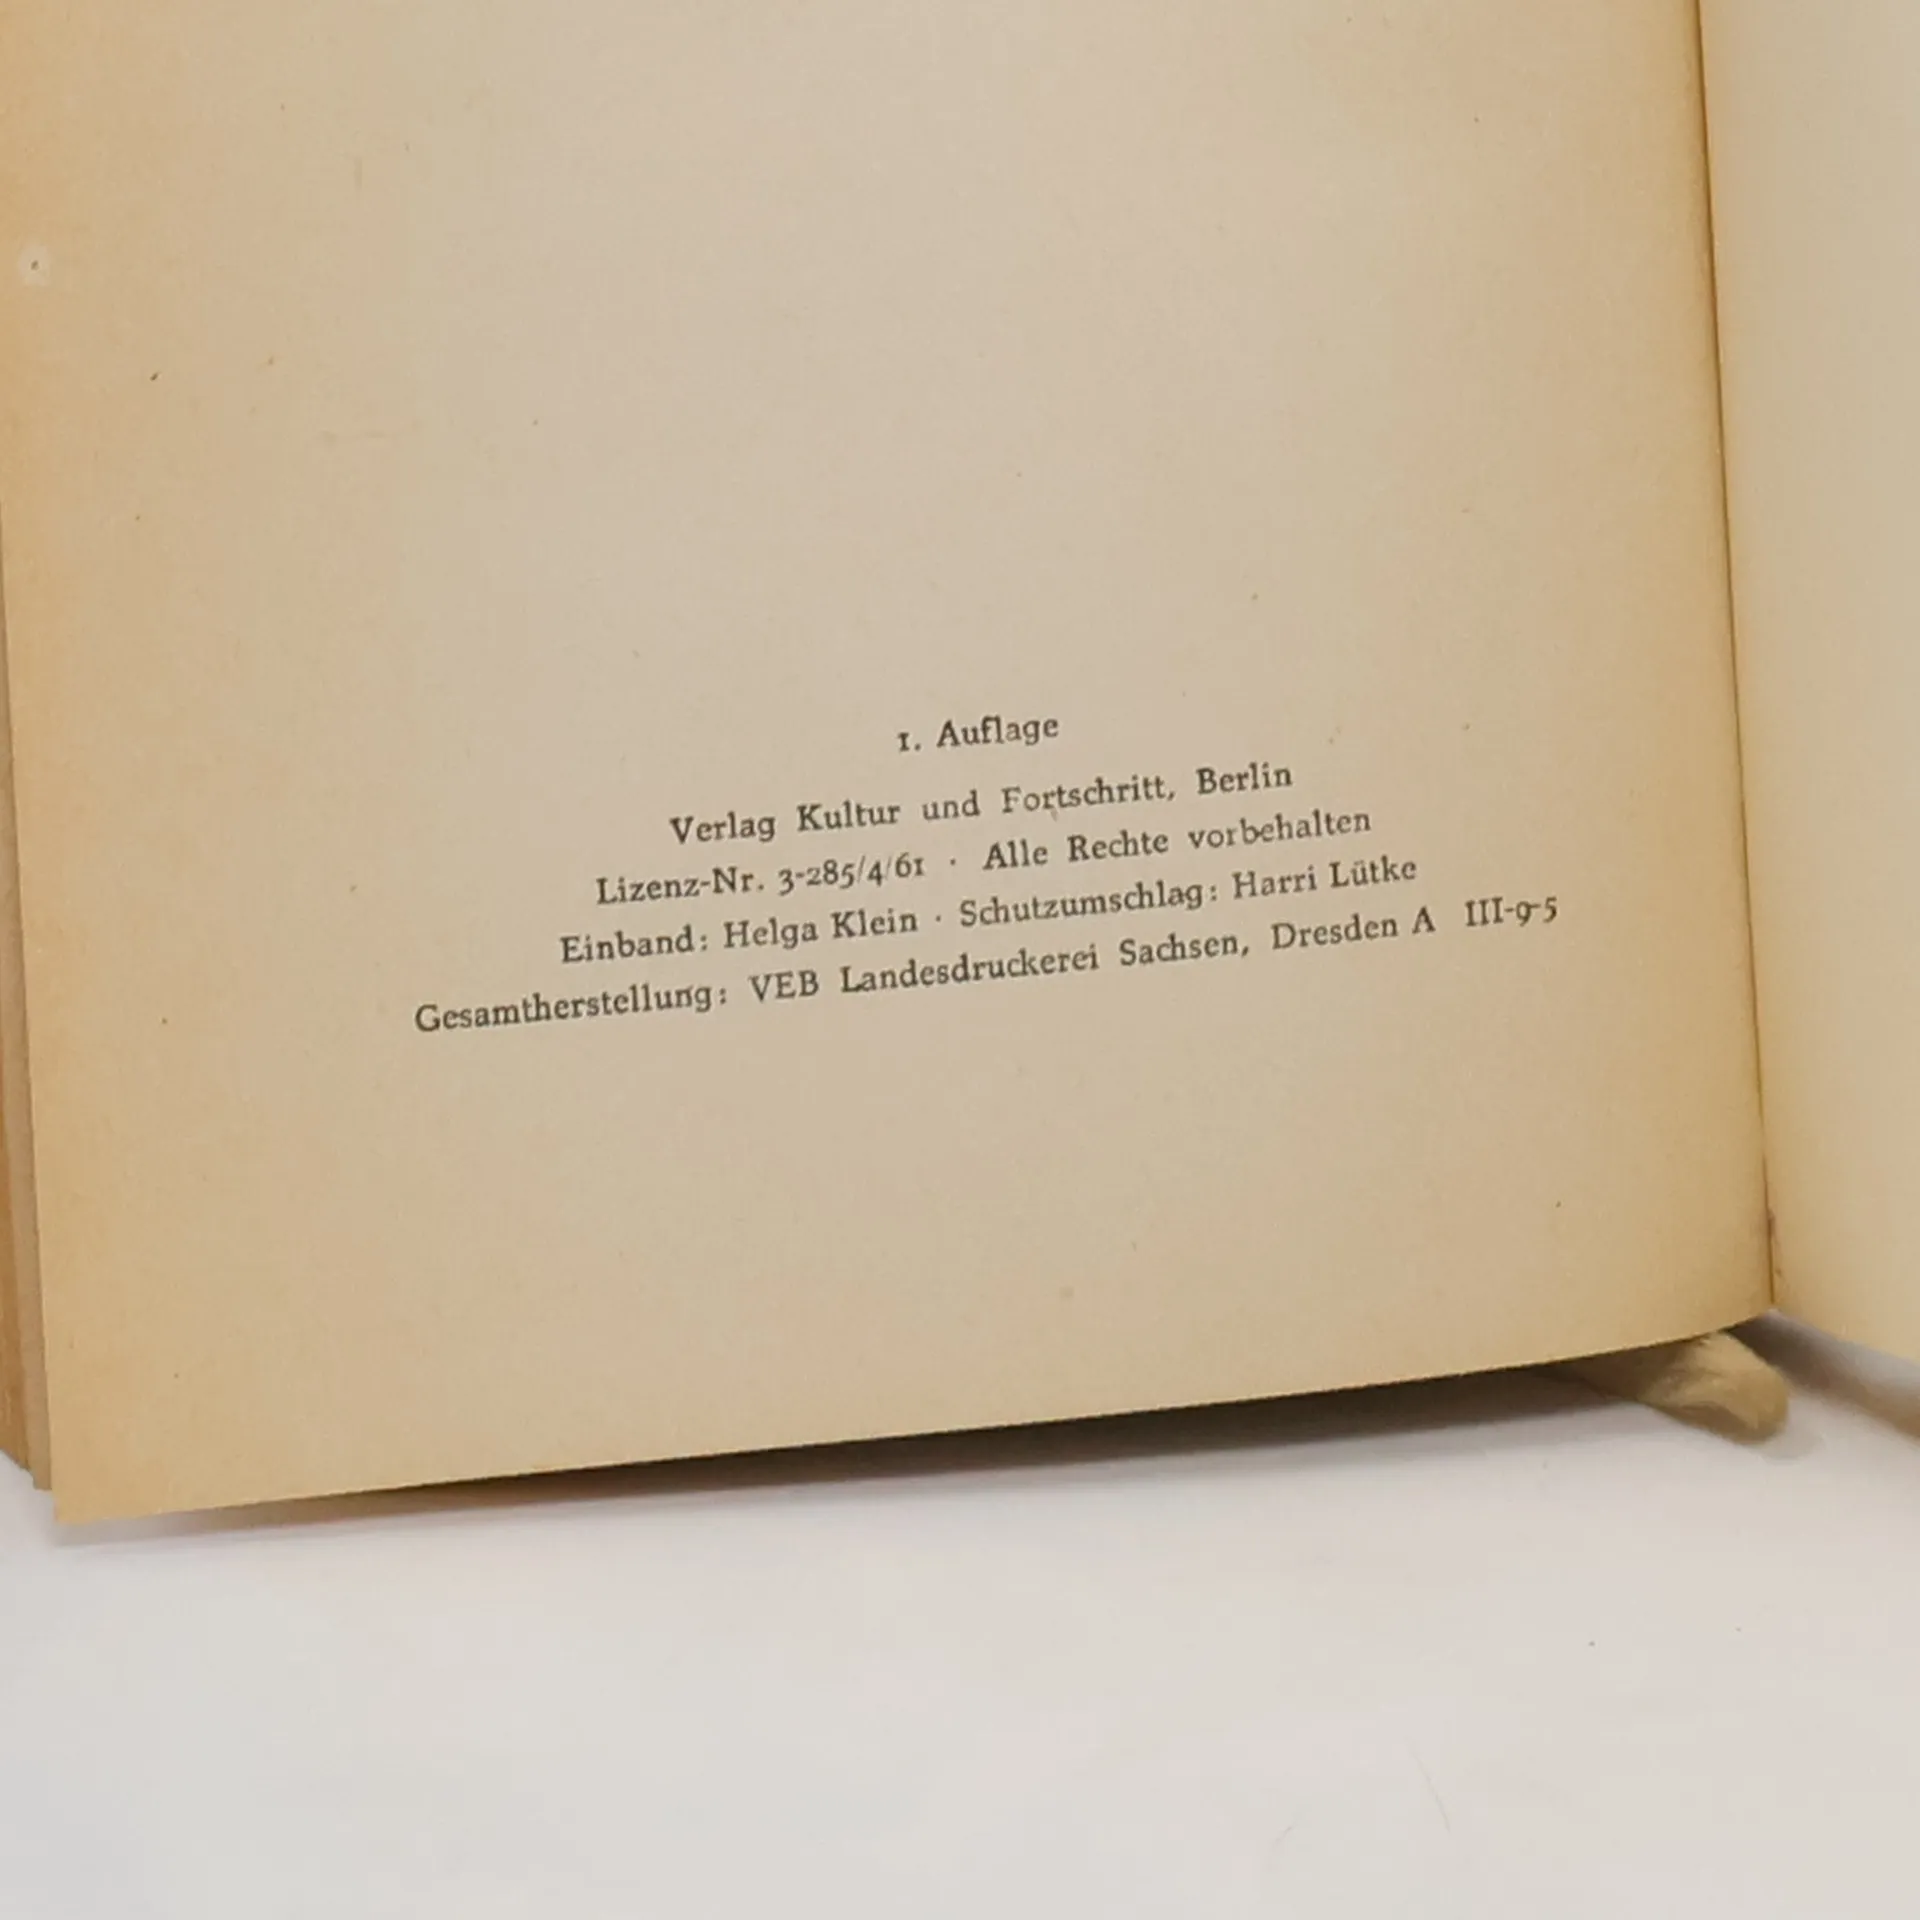 1. Auflage
Verlag Kultur und Fortschritt, Berlin
Lizenz-Nr. 3-285/4/61 · Alle Rechte vorbehalten
Einband: Helga Klein · Schutzumschlag: Harri Lütke
Gesamtherstellung: VEB Landesdruckerei Sachsen, Dresden A III-9-5